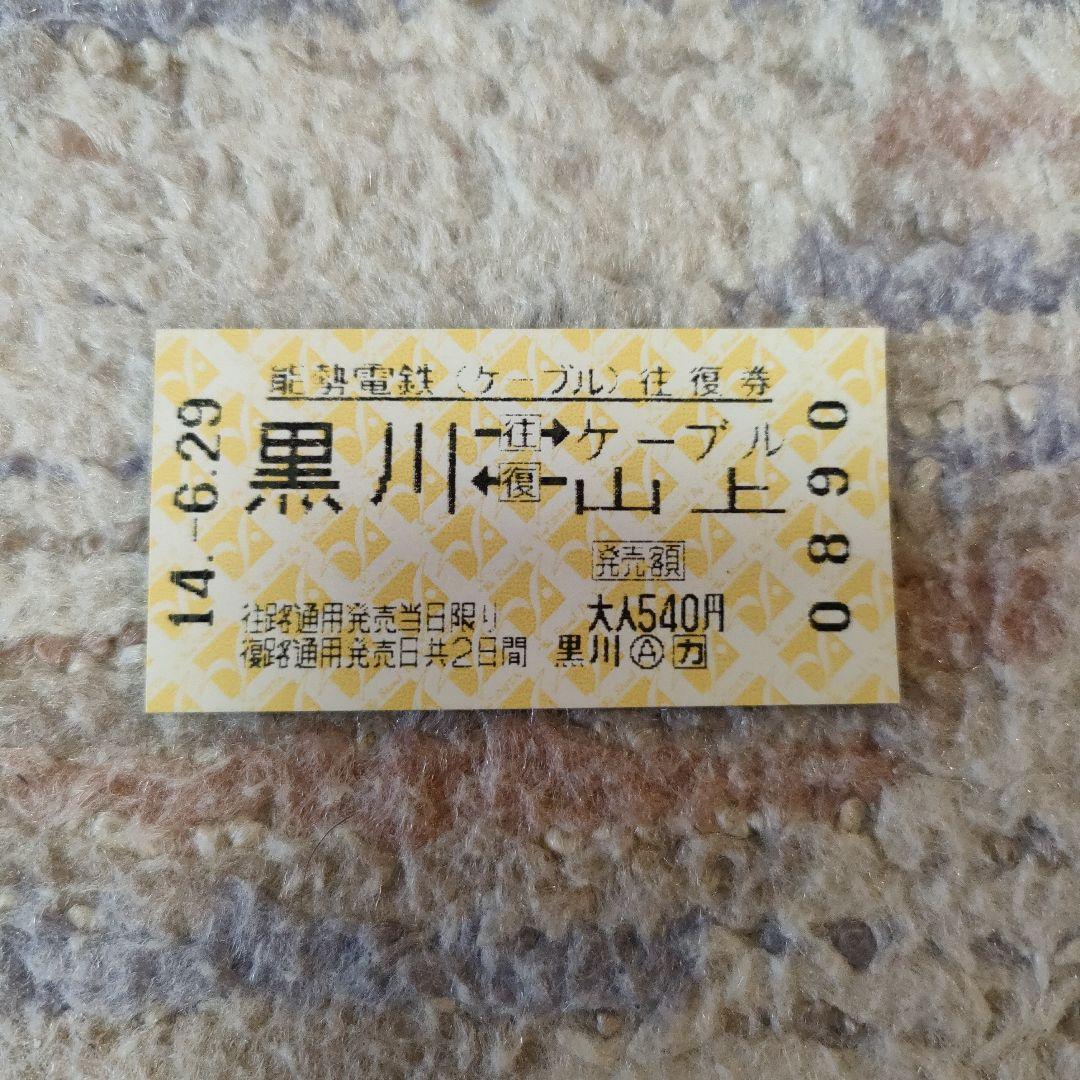 能勢電鉄(ケーブル)往復券
黒川 往 復 ケーブル山上
発売額
往路通用発売当日限り 大人540円
復路通用発売日共2日間 黒川Ⓐカ
14.-6.29
0890